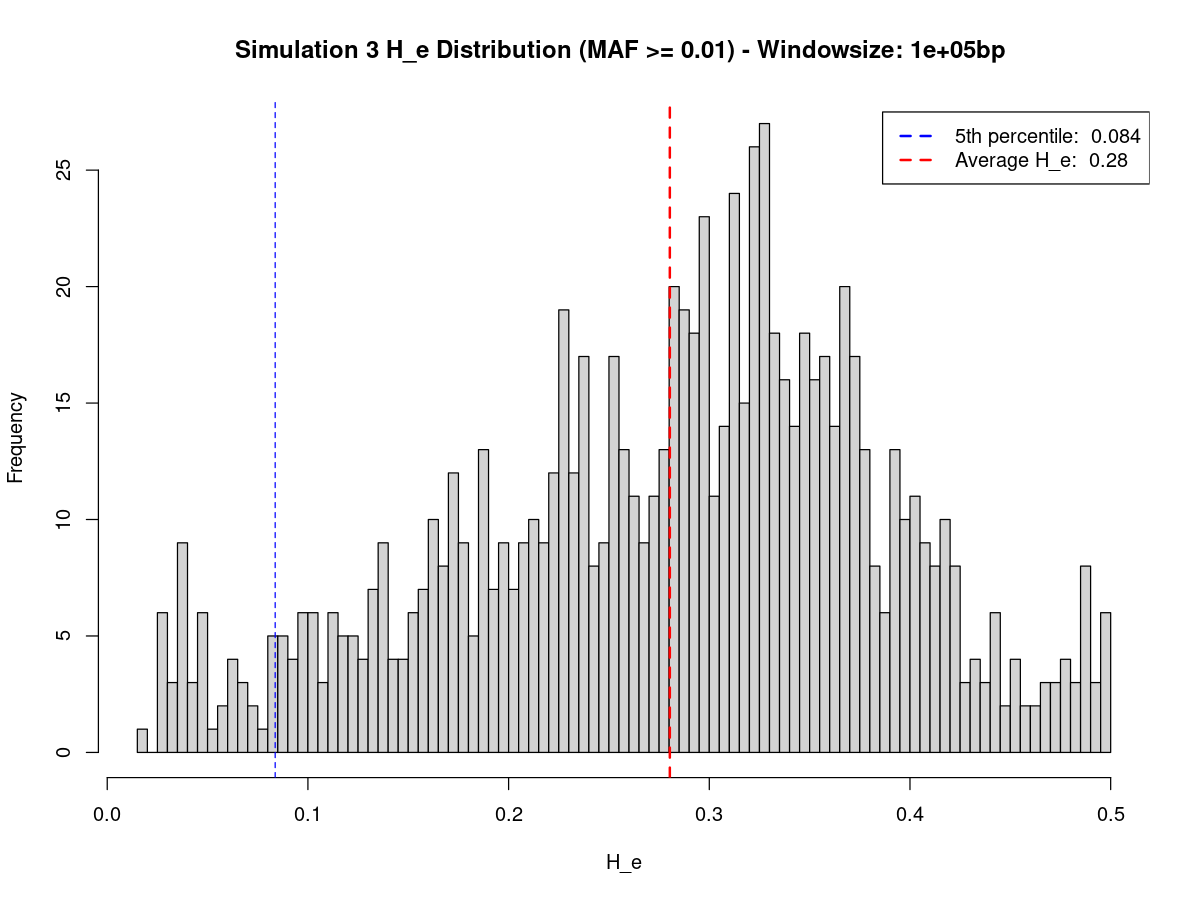 Simulation 3 H_e Distribution (MAF >= 0.01) - Windowsize: 1e+05bp
5th percentile: 0.084
Average H_e: 0.28
Frequency
25
20
15
10
5
0
0.0 0.1 0.2 0.3 0.4 0.5
H_e